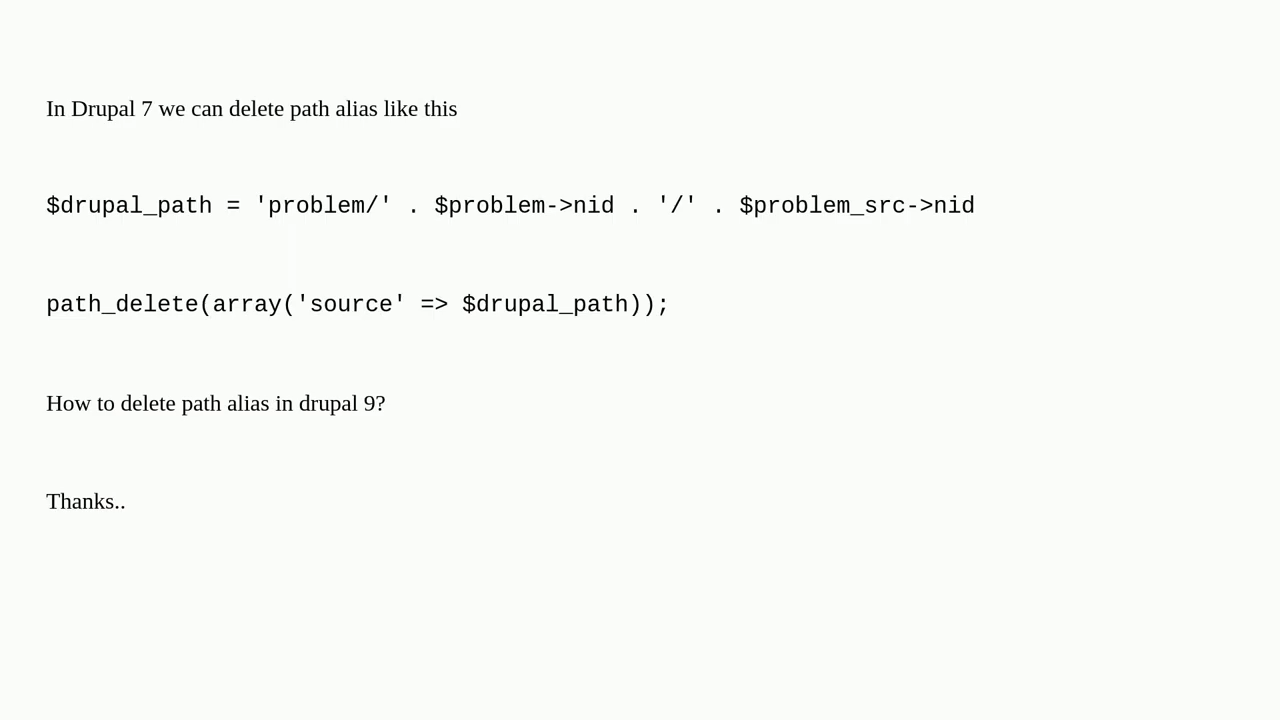 In Drupal 7 we can delete path alias like this
$drupal_path = 'problem/' . $problem->nid . '/' . $problem_src->nid
path_delete(array('source' => $drupal_path));
How to delete path alias in drupal 9?
Thanks..